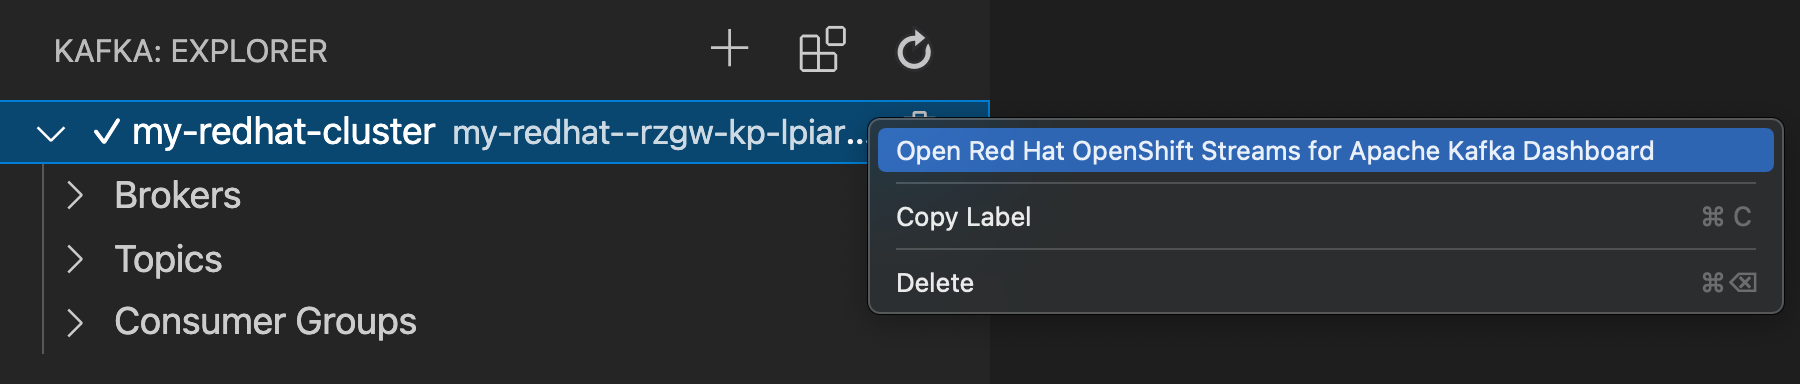 KAFKA: EXPLORER
my-redhat-cluster my-redhat--rzgw-kp-lpiar...
Open Red Hat OpenShift Streams for Apache Kafka Dashboard
Brokers
Copy Label ⌘ C
Topics
Delete ⌘⌫
Consumer Groups